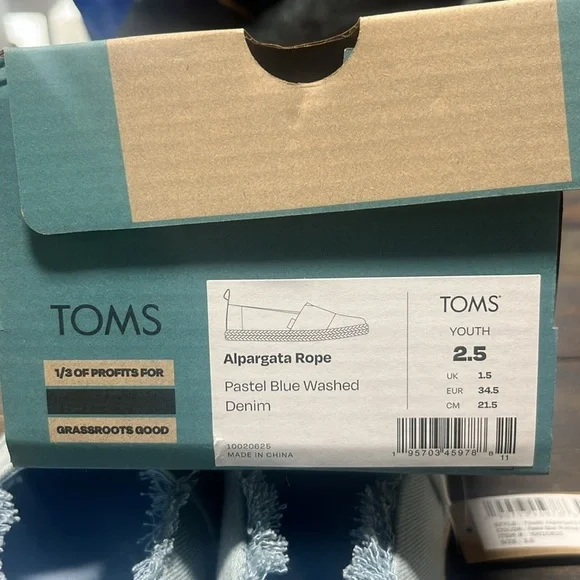 TOMS
1/3 OF PROFITS FOR
GRASSROOTS GOOD
Alpargata Rope
Pastel Blue Washed
Denim
10020625
MADE IN CHINA
TOMS
YOUTH
2.5
UK 1.5
EUR 34.5
CM 21.5
1 95703 45978 8 11